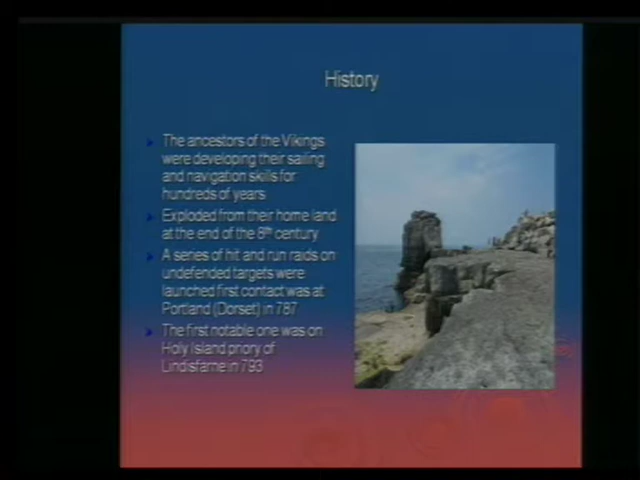 History
The ancestors of the Vikings
were developing their sailing
and navigation skills for
hundreds of years
Exploded from their home land
at the end of the 8th century
A series of hit and run raids on
undefended targets were
launched first contact was at
Portland (Dorset) in 787
The first notable one was on
Holy Island priory of
Lindisfarne in 793